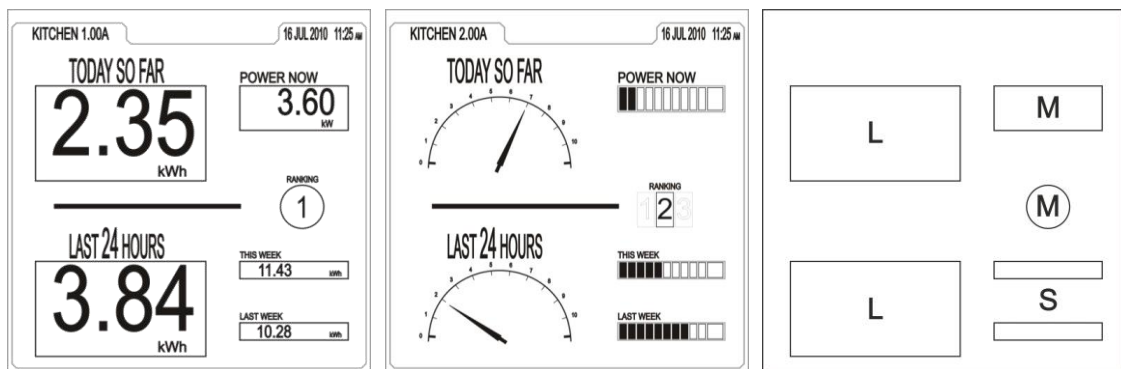 KITCHEN 1.00A
16 JUL 2010 11:25 AM
TODAY SO FAR
2.35
kWh
POWER NOW
3.60
kW
RANKING
1
LAST 24 HOURS
3.84
kWh
THIS WEEK
11.43 kWh
LAST WEEK
10.28 kWh
KITCHEN 2.00A
16 JUL 2010 11:25 AM
TODAY SO FAR
0 1 2 3 4 5 6 7 8 9 10
POWER NOW
RANKING
1 2 3
LAST 24 HOURS
0 1 2 3 4 5 6 7 8 9 10
THIS WEEK
LAST WEEK
L
M
M
L
S